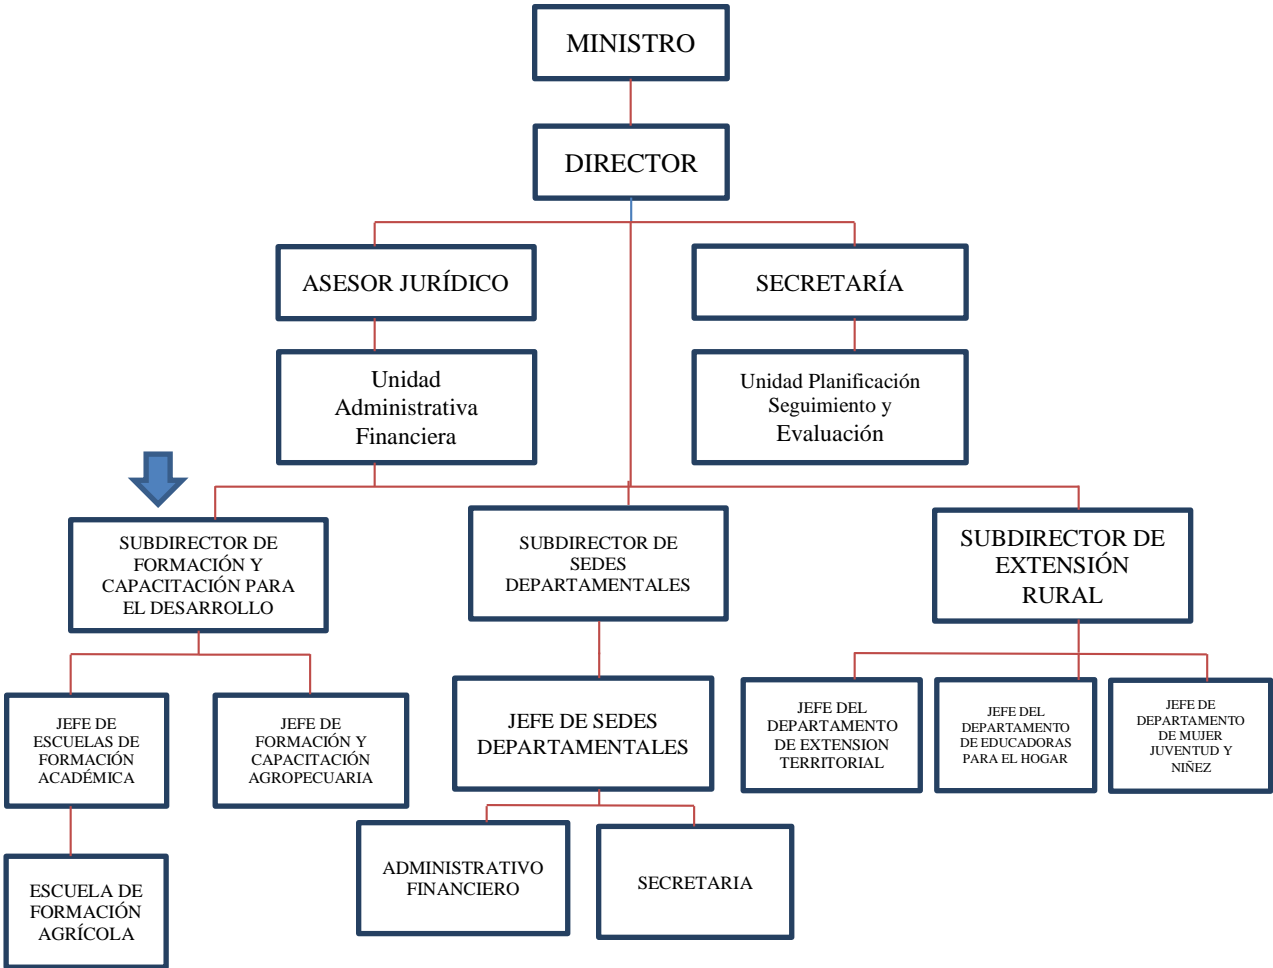 MINISTRO
DIRECTOR
ASESOR JURÍDICO
SECRETARÍA
Unidad
Administrativa
Financiera
Unidad Planificación
Seguimiento y
Evaluación
SUBDIRECTOR DE
FORMACIÓN Y
CAPACITACIÓN PARA
EL DESARROLLO
SUBDIRECTOR DE
SEDES
DEPARTAMENTALES
SUBDIRECTOR DE
EXTENSIÓN
RURAL
JEFE DE
ESCUELAS DE
FORMACIÓN
ACADÉMICA
JEFE DE
FORMACIÓN Y
CAPACITACIÓN
AGROPECUARIA
JEFE DE SEDES
DEPARTAMENTALES
JEFE DEL
DEPARTAMENTO
DE EXTENSION
TERRITORIAL
JEFE DEL
DEPARTAMENTO
DE EDUCADORAS
PARA EL HOGAR
JEFE DE
DEPARTAMENTO
DE MUJER
JUVENTUD Y
NIÑEZ
ESCUELA DE
FORMACIÓN
AGRÍCOLA
ADMINISTRATIVO
FINANCIERO
SECRETARIA